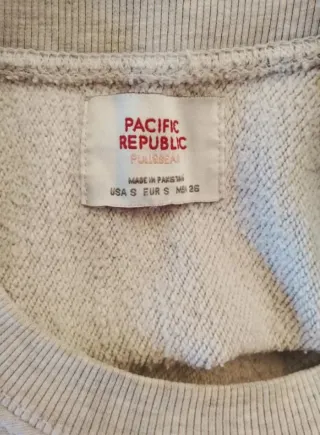 PACIFIC
REPUBLIC
PULL&BEAR
MADE IN PAKISTAN
USA S EUR S MEX 26